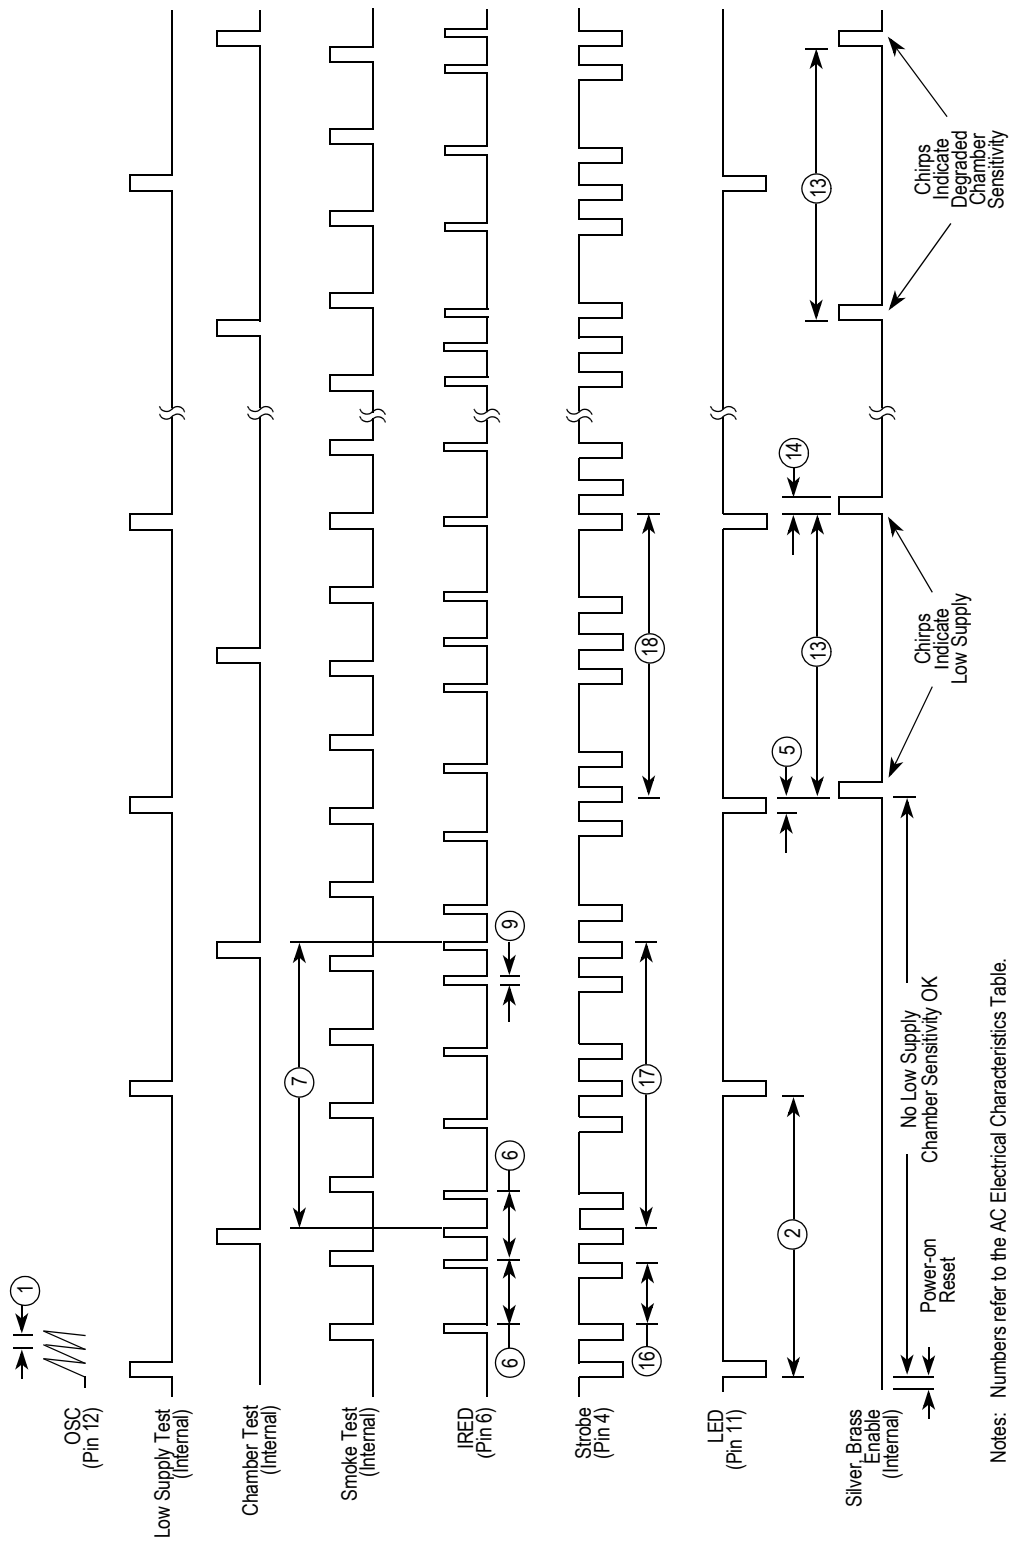 OSC
(Pin 12)
1
Low Supply Test
(Internal)
Chamber Test
(Internal)
7
Smoke Test
(Internal)
IRED
(Pin 6)
6
6
9
Strobe
(Pin 4)
16
17
18
LED
(Pin 11)
2
5
14
13
13
Silver, Brass
Enable
(Internal)
Power-on
Reset
No Low Supply
Chamber Sensitivity OK
Chirps
Indicate
Low Supply
Chirps
Indicate
Degraded
Chamber
Sensitivity
Notes: Numbers refer to the AC Electrical Characteristics Table.